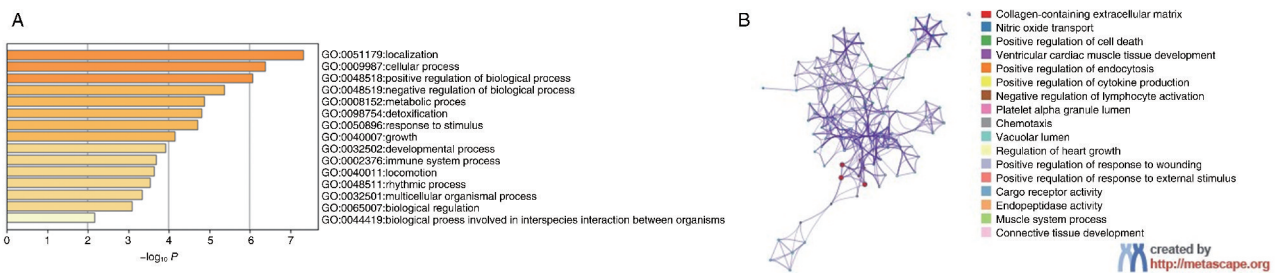 A
GO:0051179:localization
GO:0009987:cellular process
GO:0048518:positive regulation of biological process
GO:0048519:negative regulation of biological process
GO:0008152:metabolic proces
GO:0098754:detoxification
GO:0050896:response to stimulus
GO:0040007:growth
GO:0032502:developmental process
GO:0002376:immune system process
GO:0040011:locomotion
GO:0048511:rhythmic process
GO:0032501:multicellular organismal process
GO:0065007:biological regulation
GO:0044419:biological proess involved in interspecies interaction between organisms
0 1 2 3 4 5 6 7
−log₁₀ P
B
Collagen-containing extracellular matrix
Nitric oxide transport
Positive regulation of cell death
Ventricular cardiac muscle tissue development
Positive regulation of endocytosis
Positive regulation of cytokine production
Negative regulation of lymphocyte activation
Platelet alpha granule lumen
Chemotaxis
Vacuolar lumen
Regulation of heart growth
Positive regulation of response to wounding
Positive regulation of response to external stimulus
Cargo receptor activity
Endopeptidase activity
Muscle system process
Connective tissue development
created by
http://metascape.org